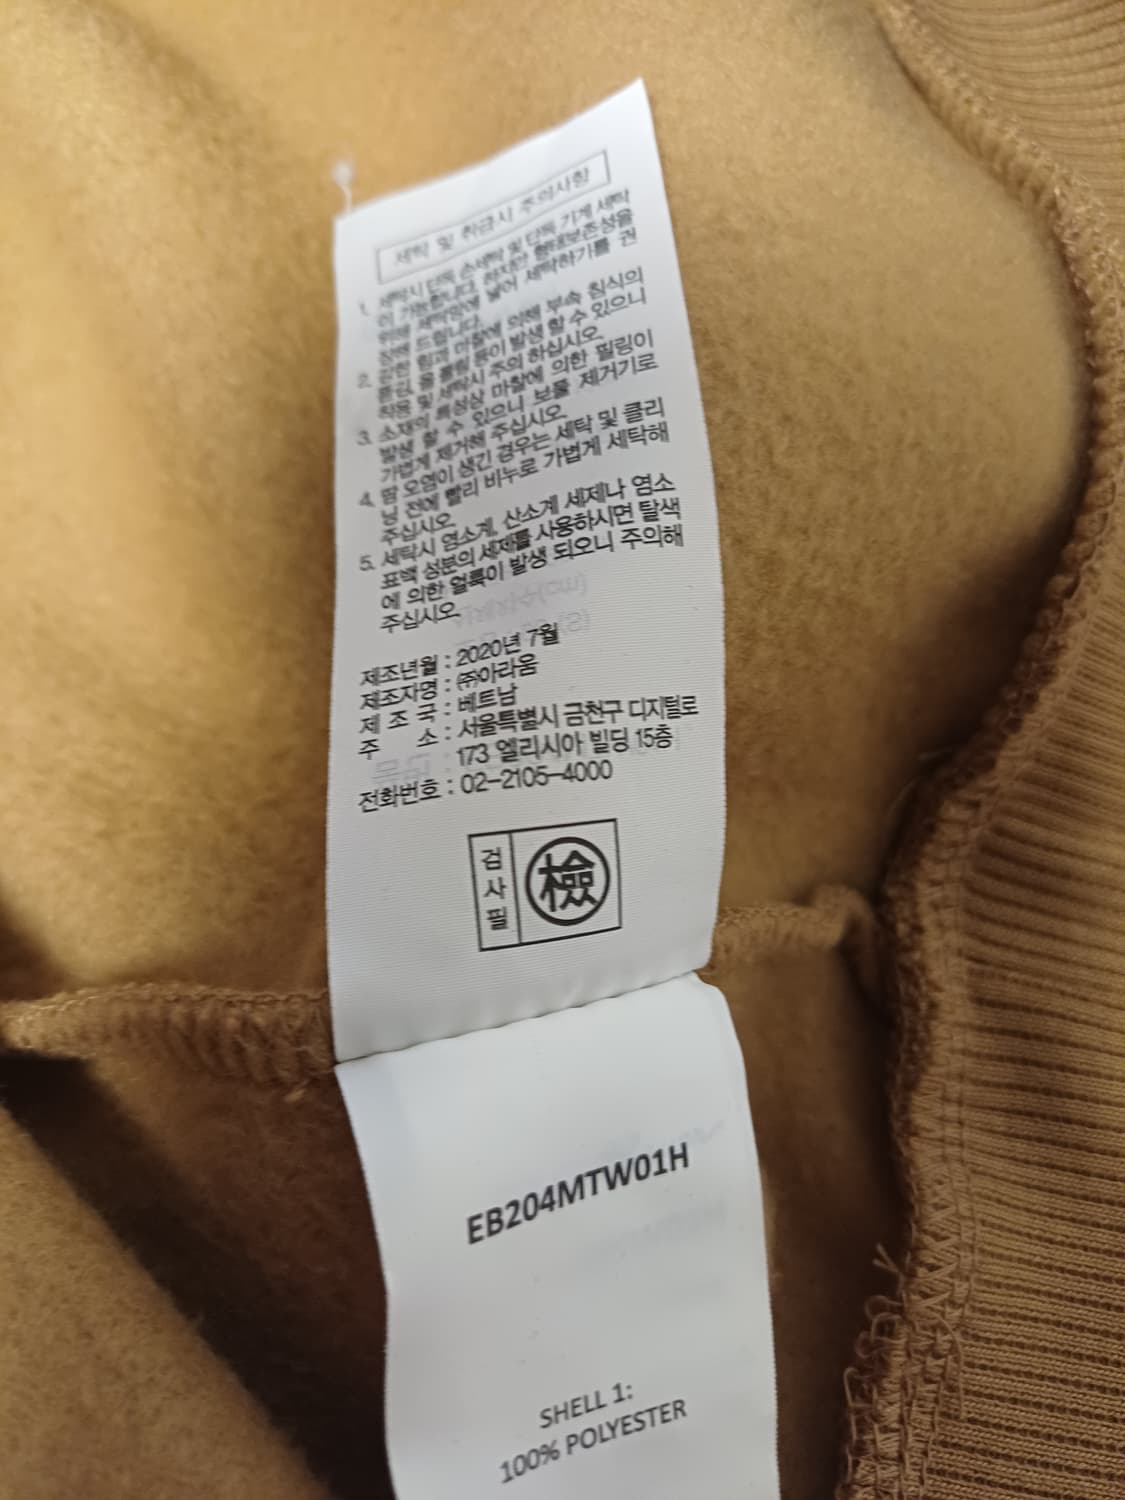 세탁 및 취급시 주의사항
1. 세탁시 단독 손세탁 및 단독 기계 세탁
이 가능합니다. 하지만 형태보존성을
위해 세탁망에 넣어 세탁하기를 권
장해 드립니다.
2. 강한 힘과 마찰에 의해 부속 장식의
뜯김, 올 풀림 등이 발생 할 수 있으니
착용 및 세탁시 주의 하십시오.
3. 소재의 특성상 마찰에 의한 필링이
발생 할 수 있으니 보풀 제거기로
가볍게 제거해 주십시오.
4. 땀 오염이 생긴 경우는 세탁 및 클리
닝 전에 빨리 비누로 가볍게 세탁해
주십시오.
5. 세탁시 염소계, 산소계 세제나 염소
표백 성분의 세제를 사용하시면 탈색
에 의한 얼룩이 발생 되오니 주의해
주십시오.
제조년월 : 2020년 7월
제조자명 : ㈜아라움
제 조 국 : 베트남
주 소 : 서울특별시 금천구 디지털로
173 엘리시아 빌딩 15층
전화번호 : 02-2105-4000
검사필 檢
EB204MTW01H
SHELL 1:
100% POLYESTER